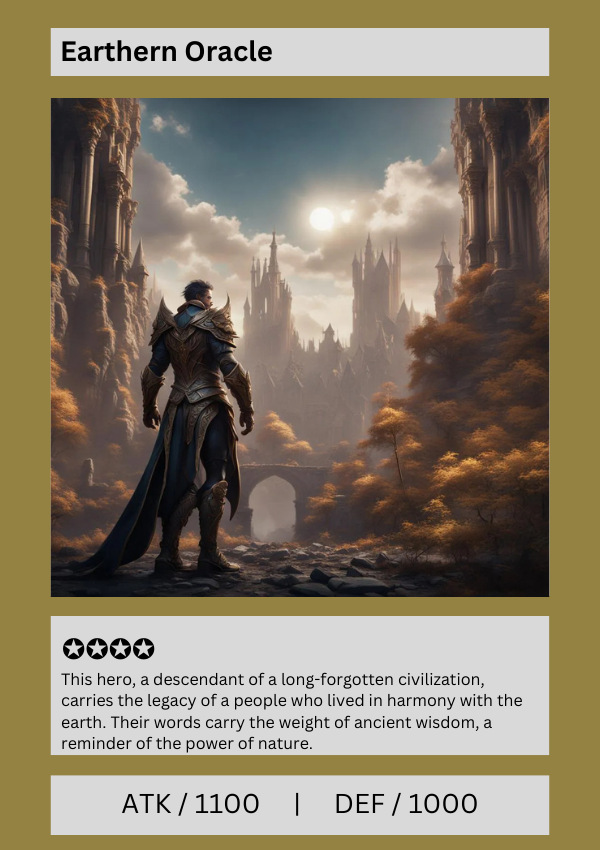 Earthern Oracle
✪✪✪✪
This hero, a descendant of a long-forgotten civilization,
carries the legacy of a people who lived in harmony with the
earth. Their words carry the weight of ancient wisdom, a
reminder of the power of nature.
ATK / 1100 | DEF / 1000